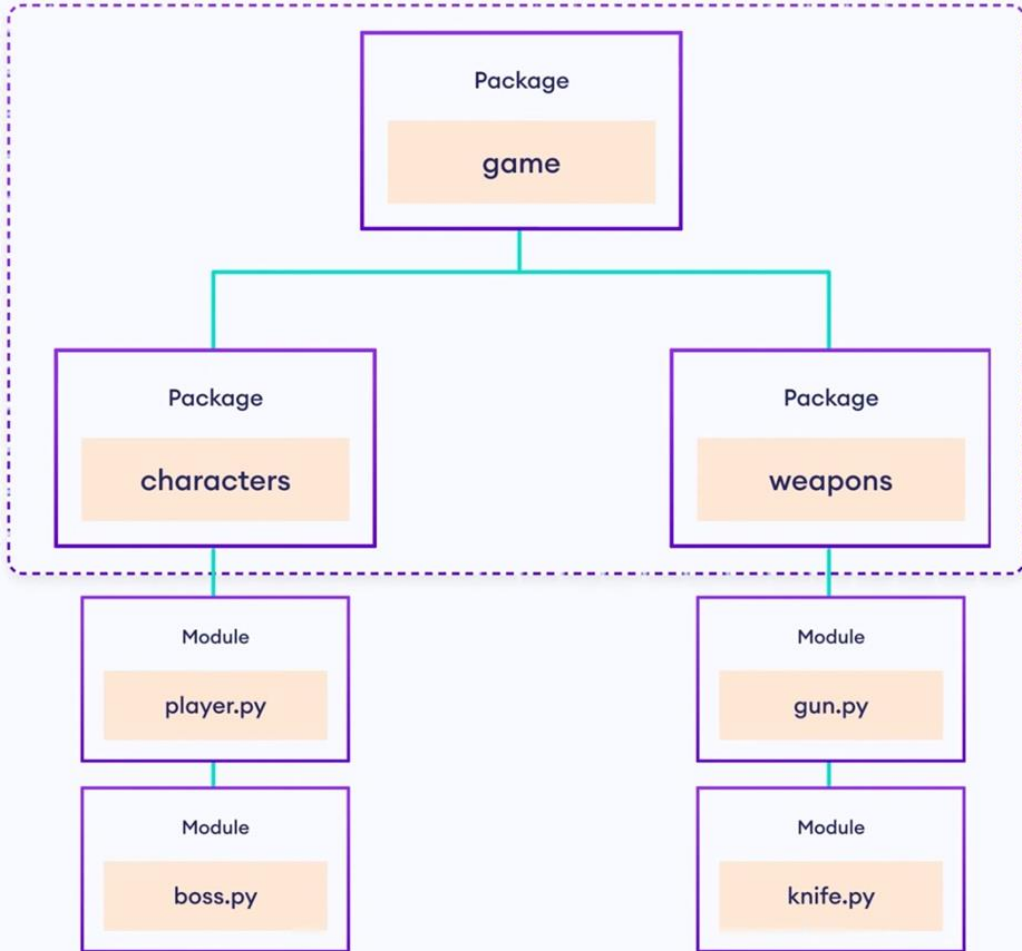 Package
game
Package
characters
Package
weapons
Module
player.py
Module
gun.py
Module
boss.py
Module
knife.py